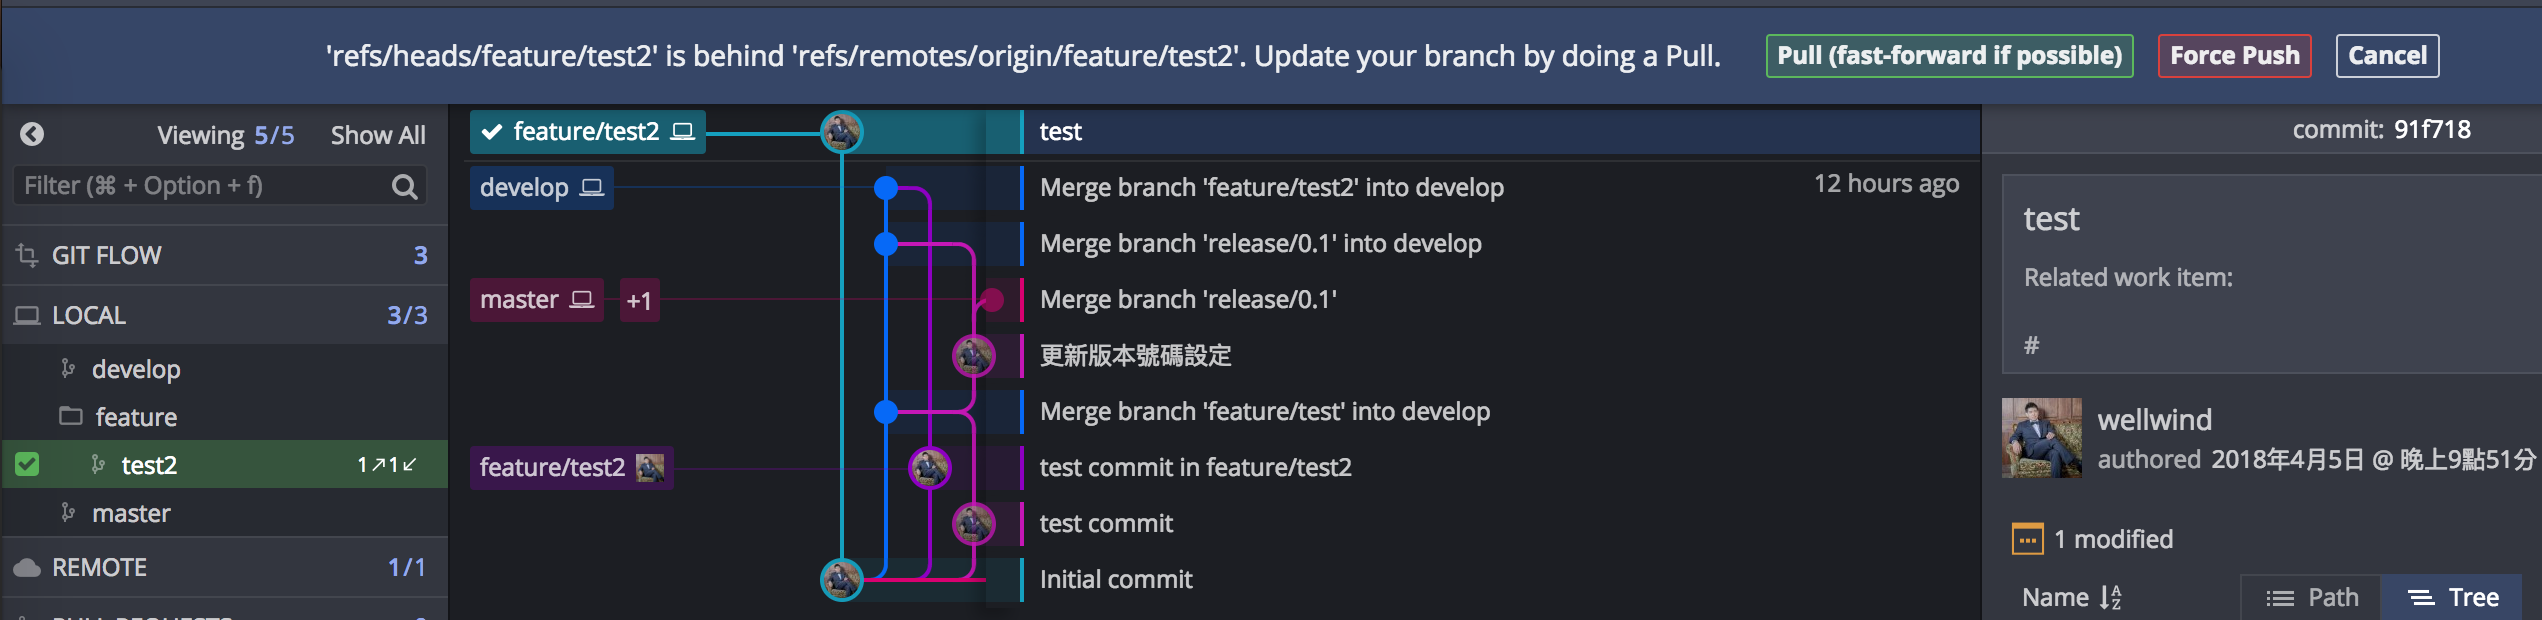 'refs/heads/feature/test2' is behind 'refs/remotes/origin/feature/test2'. Update your branch by doing a Pull. Pull (fast-forward if possible) Force Push Cancel
Viewing 5/5 Show All
Filter (⌘ + Option + f)
GIT FLOW 3
LOCAL 3/3
develop
feature
test2 1↗1↙
master
REMOTE 1/1
PULL REQUESTS
feature/test2 test
develop Merge branch 'feature/test2' into develop 12 hours ago
Merge branch 'release/0.1' into develop
master +1 Merge branch 'release/0.1'
更新版本號碼設定
Merge branch 'feature/test' into develop
feature/test2 test commit in feature/test2
test commit
Initial commit
commit: 91f718
test
Related work item:
#
wellwind
authored 2018年4月5日 @ 晚上9點51分
1 modified
Name Path Tree